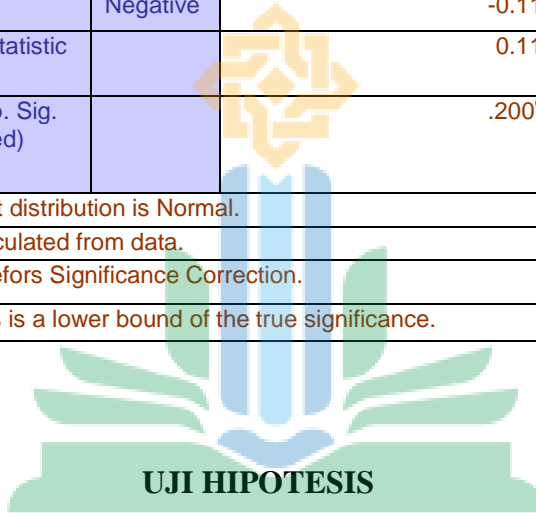 Negative -0.11
tatistic 0.11
. Sig. .200
ed)
t distribution is Normal.
culated from data.
efors Significance Correction.
is a lower bound of the true significance.
UJI HIPOTESIS